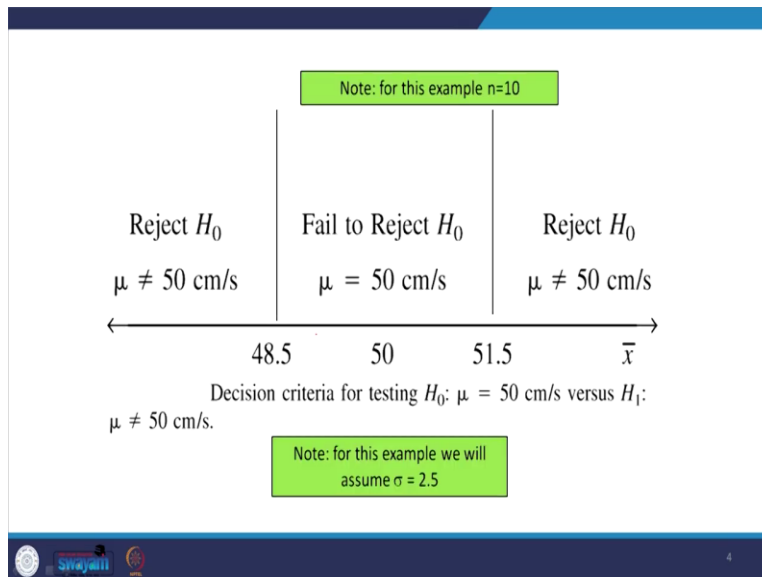 Note: for this example n=10
Reject H₀ Fail to Reject H₀ Reject H₀
μ ≠ 50 cm/s μ = 50 cm/s μ ≠ 50 cm/s
48.5 50 51.5 x̅
Decision criteria for testing H₀: μ = 50 cm/s versus H₁:
μ ≠ 50 cm/s.
Note: for this example we will
assume σ = 2.5
swayam
4